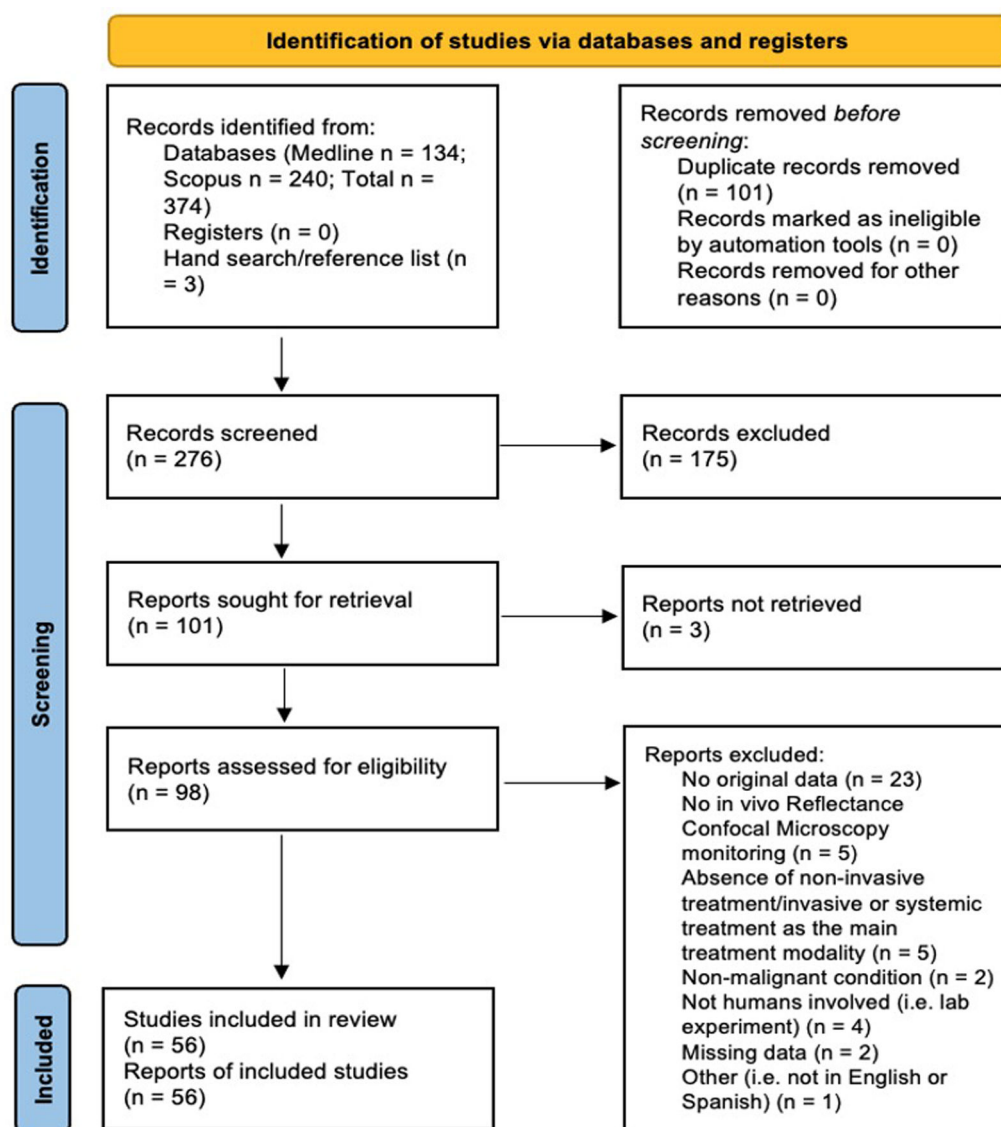 Identification of studies via databases and registers
Identification
Records identified from:
Databases (Medline n = 134;
Scopus n = 240; Total n =
374)
Registers (n = 0)
Hand search/reference list (n
= 3)
Records removed before
screening:
Duplicate records removed
(n = 101)
Records marked as ineligible
by automation tools (n = 0)
Records removed for other
reasons (n = 0)
Screening
Records screened
(n = 276)
Records excluded
(n = 175)
Reports sought for retrieval
(n = 101)
Reports not retrieved
(n = 3)
Reports assessed for eligibility
(n = 98)
Reports excluded:
No original data (n = 23)
No in vivo Reflectance
Confocal Microscopy
monitoring (n = 5)
Absence of non-invasive
treatment/invasive or systemic
treatment as the main
treatment modality (n = 5)
Non-malignant condition (n = 2)
Not humans involved (i.e. lab
experiment) (n = 4)
Missing data (n = 2)
Other (i.e. not in English or
Spanish) (n = 1)
Included
Studies included in review
(n = 56)
Reports of included studies
(n = 56)